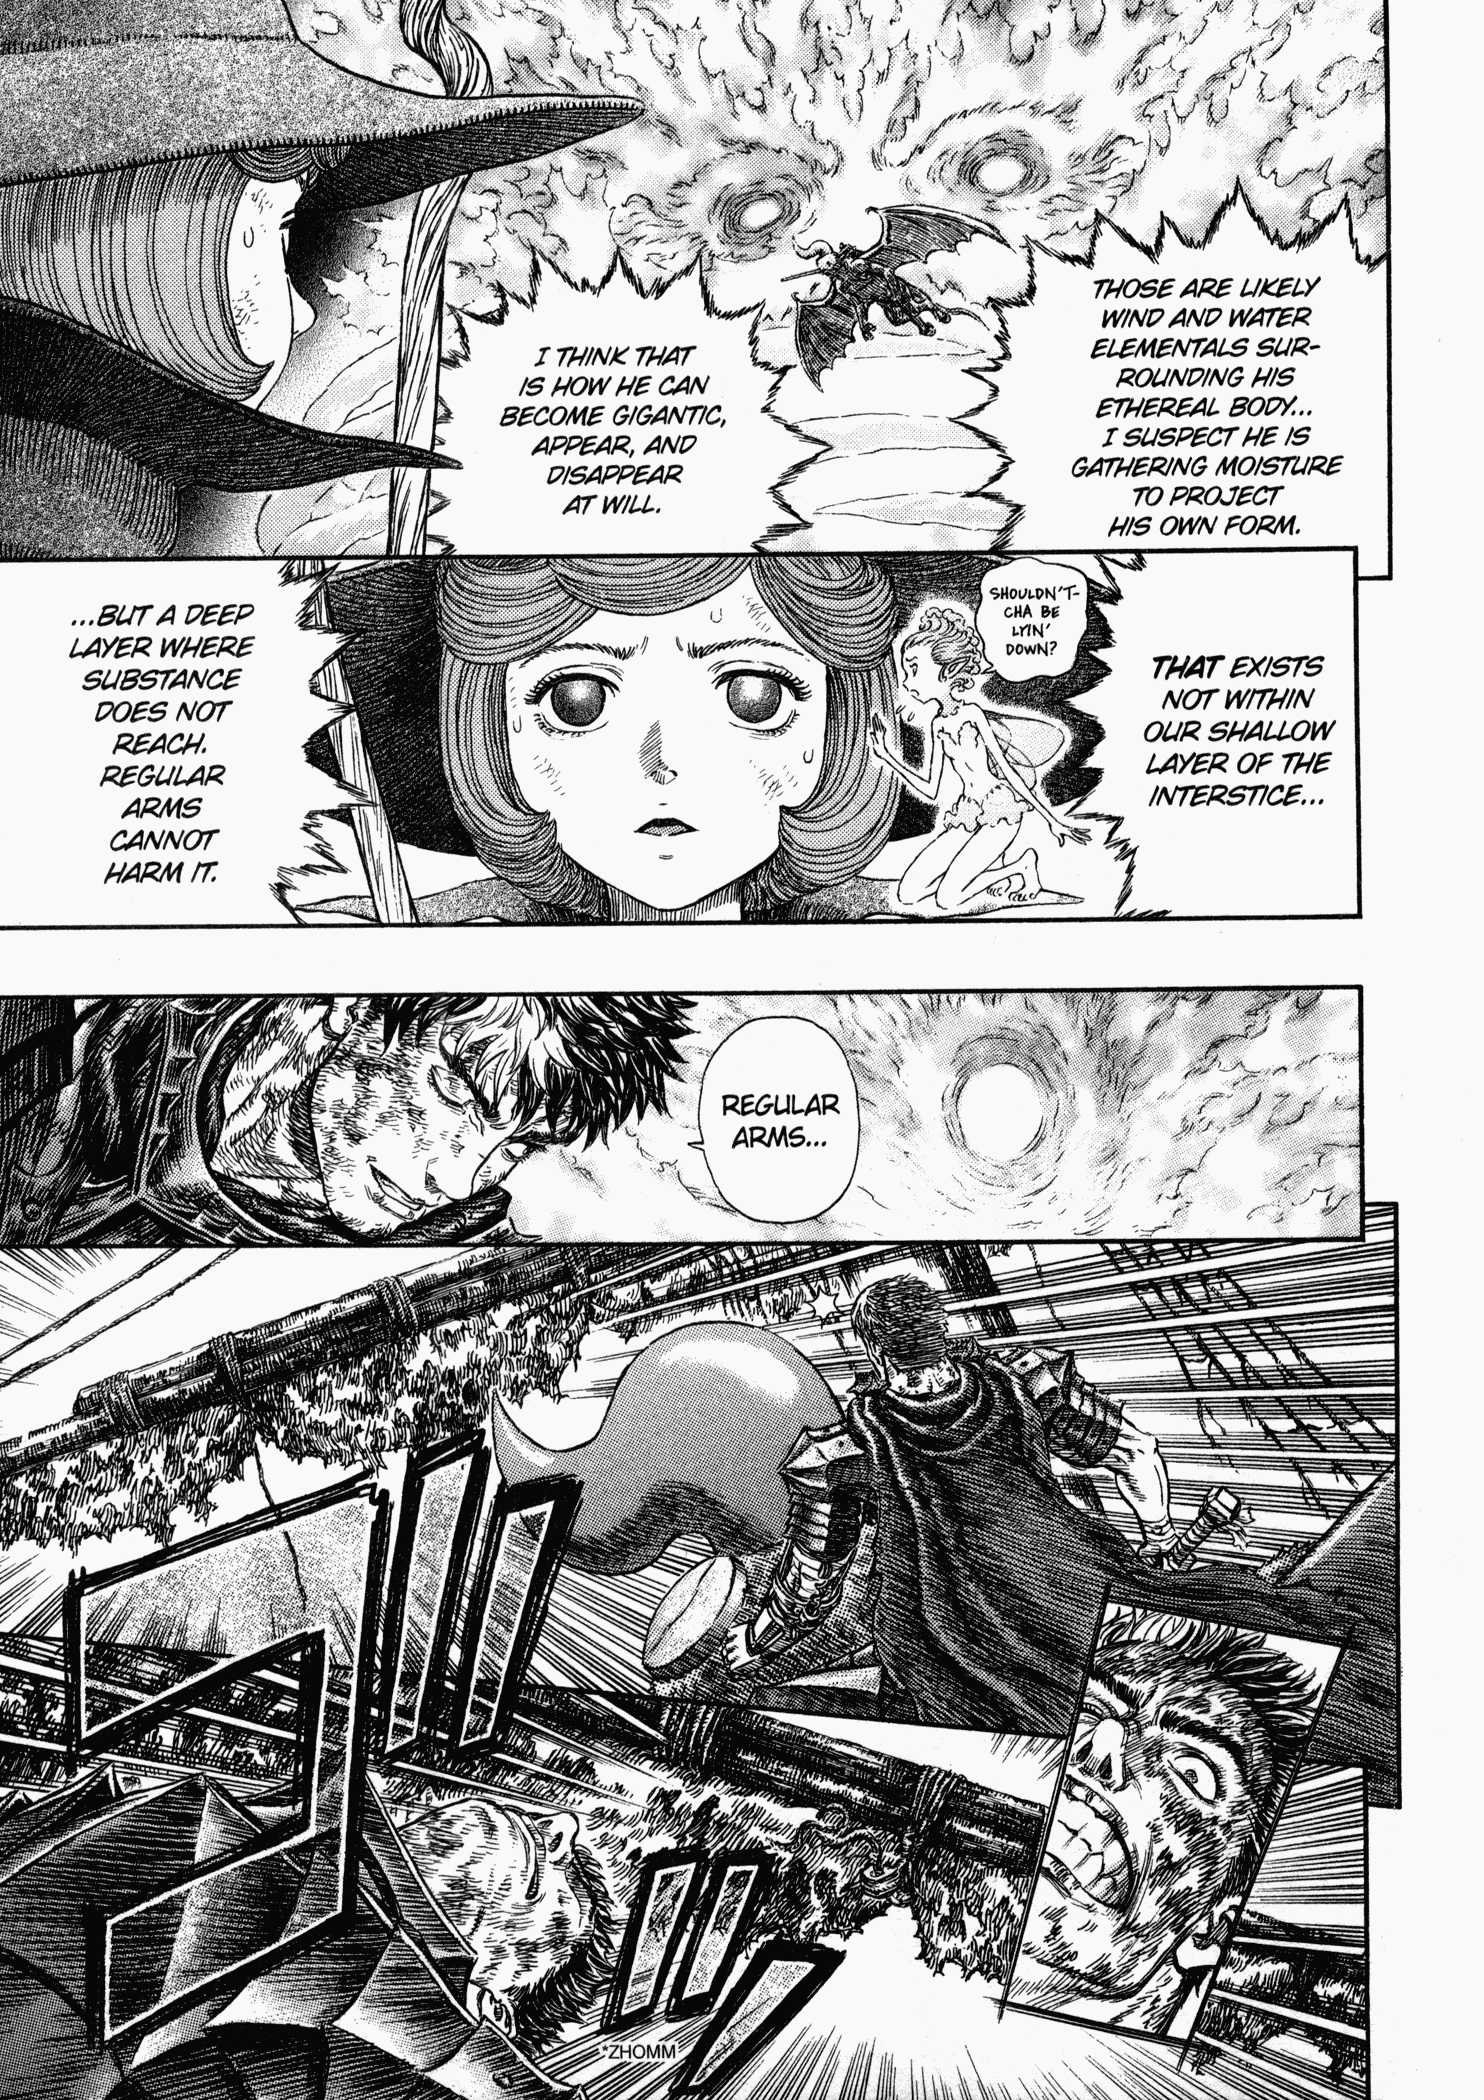 THOSE ARE LIKELY
WIND AND WATER
ELEMENTALS SUR-
ROUNDING HIS
ETHEREAL BODY...
I SUSPECT HE IS
GATHERING MOISTURE
TO PROJECT
HIS OWN FORM.
I THINK THAT
IS HOW HE CAN
BECOME GIGANTIC,
APPEAR, AND
DISAPPEAR
AT WILL.
THAT EXISTS
NOT WITHIN
OUR SHALLOW
LAYER OF THE
INTERSTICE...
SHOULDN'T-
CHA BE
LYIN'
DOWN?
...BUT A DEEP
LAYER WHERE
SUBSTANCE
DOES NOT
REACH.
REGULAR
ARMS
CANNOT
HARM IT.
REGULAR
ARMS...
*ZHOMM